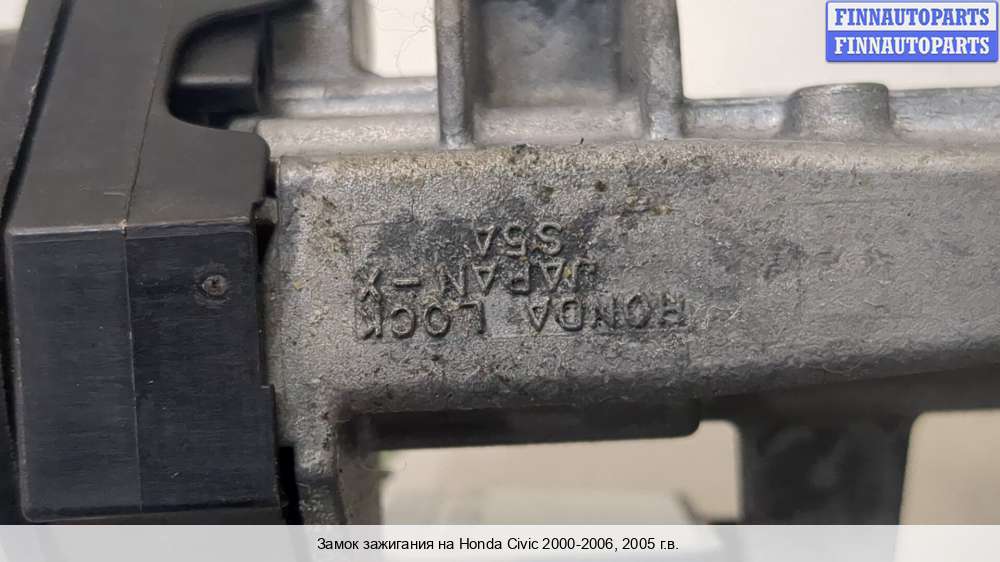 FINNAUTOPARTS
FINNAUTOPARTS
HONDA LOCK
JAPAN-X
S5A
Замок зажигания на Honda Civic 2000-2006, 2005 г.в.